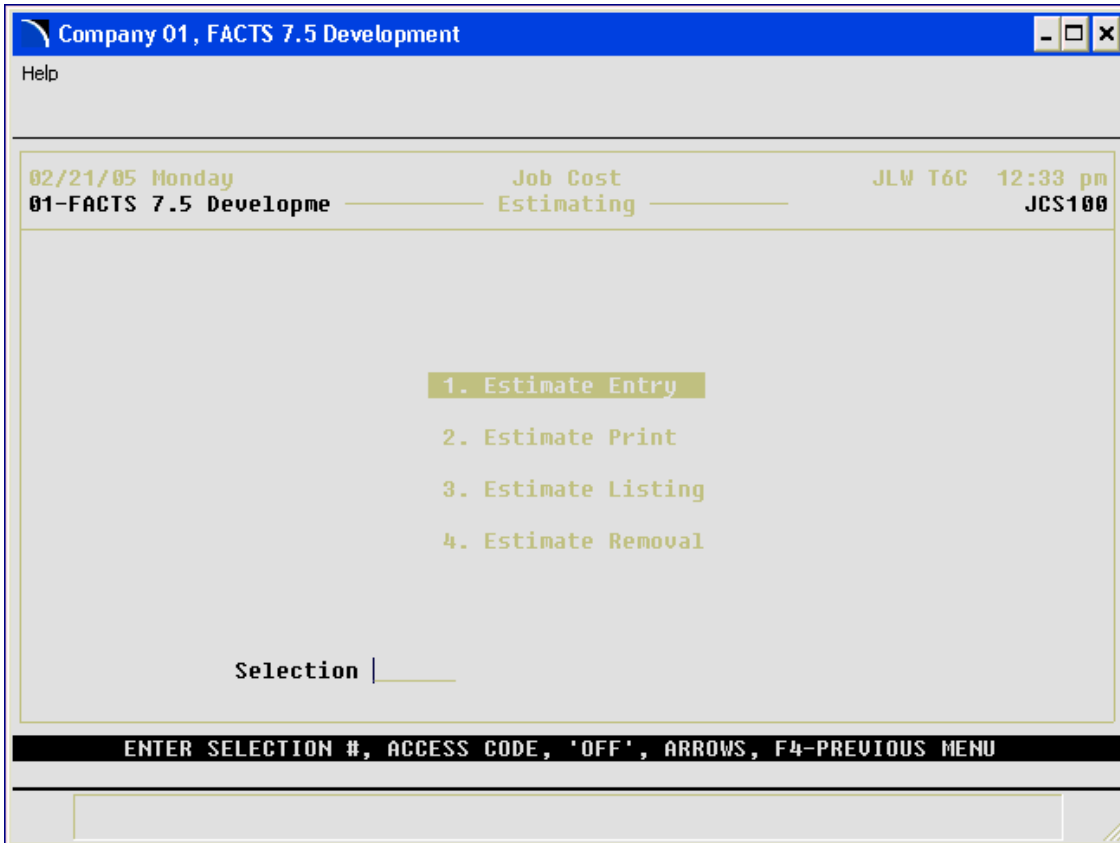 Company 01, FACTS 7.5 Development
Help
02/21/05 Monday Job Cost JLW T6C 12:33 pm
01-FACTS 7.5 Developme Estimating JCS100
1. Estimate Entry
2. Estimate Print
3. Estimate Listing
4. Estimate Removal
Selection
ENTER SELECTION #, ACCESS CODE, 'OFF', ARROWS, F4-PREVIOUS MENU